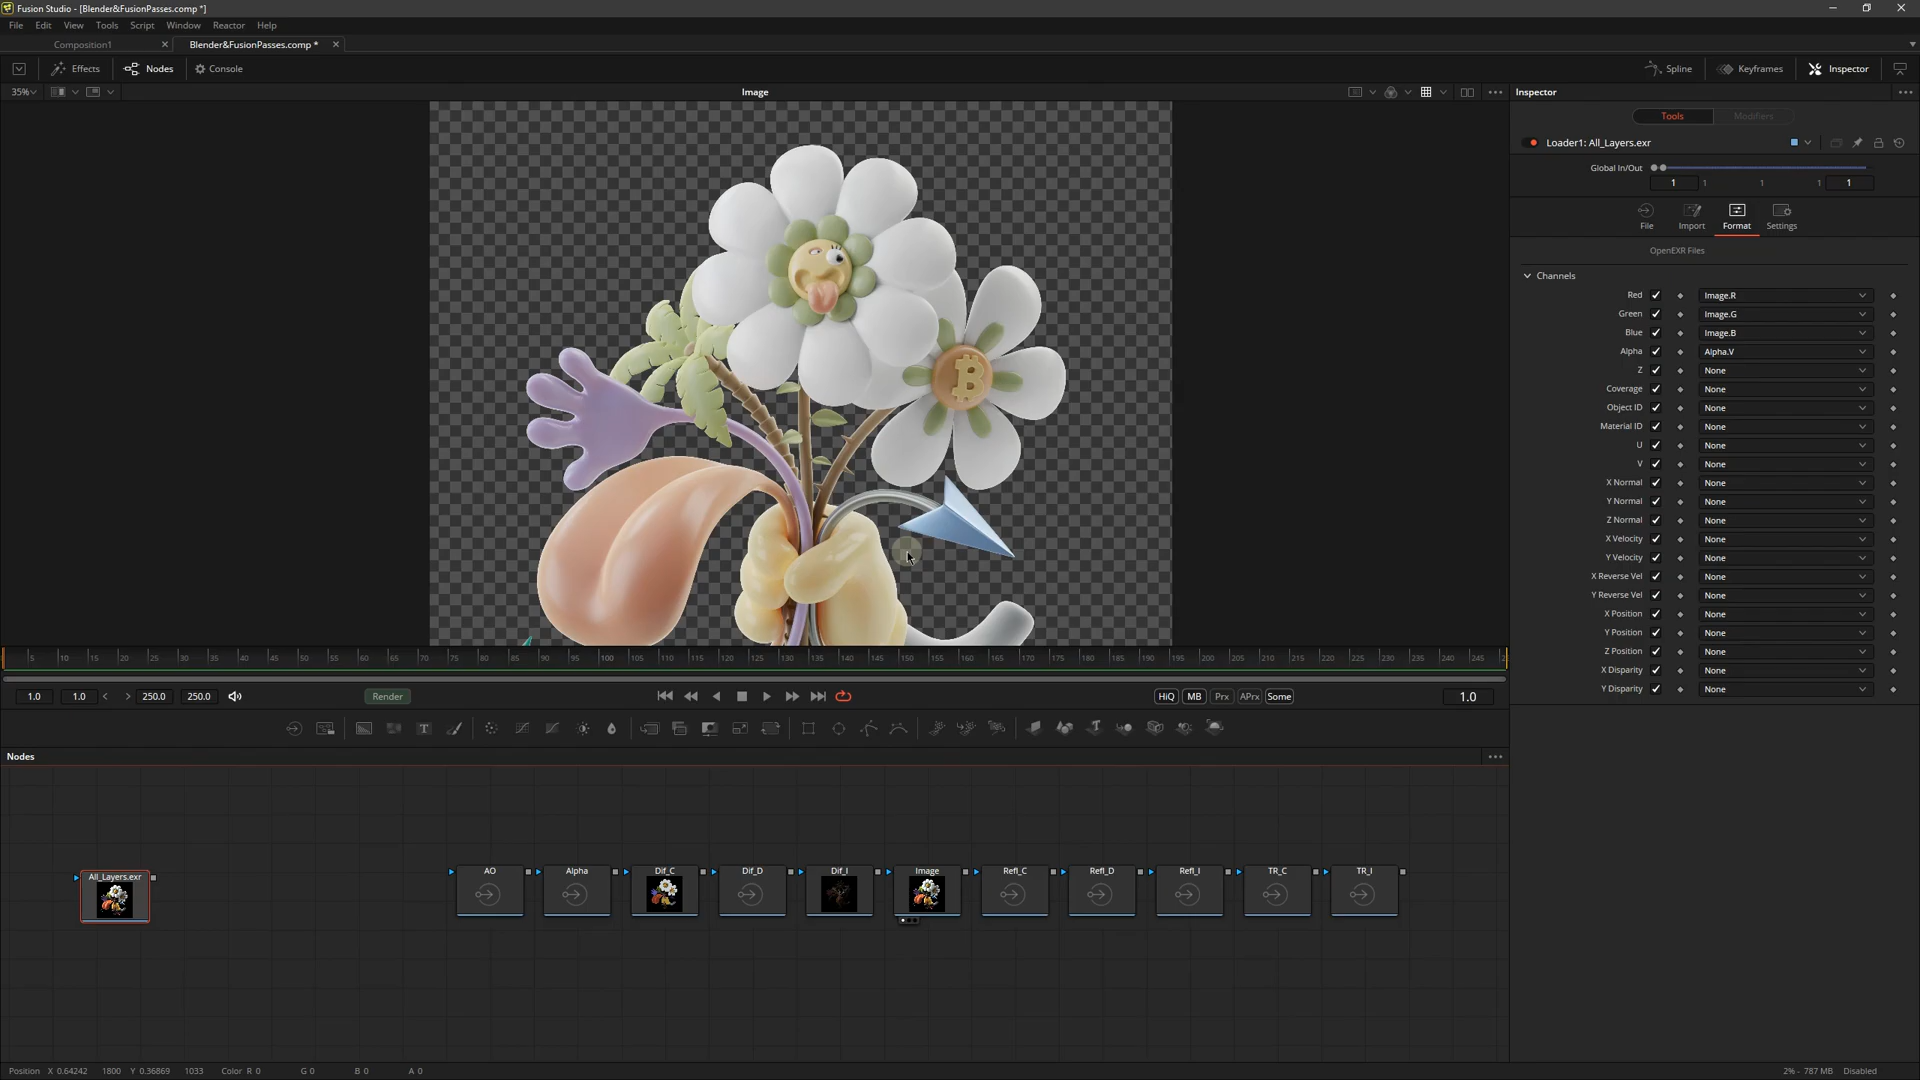 Fusion Studio - [Blender&FusionPasses.comp *]
File Edit View Tools Script Window Reactor Help
Composition1 Blender&FusionPasses.comp *
Effects Nodes Console Spline Keyframes Inspector
35% Image Inspector
Tools Modifiers
Loader1: All_Layers.exr
Global In/Out
1 1 1 1 1
File Import Format Settings
OpenEXR Files
Channels
Red Image.R
Green Image.G
Blue Image.B
Alpha Alpha.V
Z None
Coverage None
Object ID None
Material ID None
U None
V None
X Normal None
Y Normal None
Z Normal None
X Velocity None
Y Velocity None
X Reverse Vel None
Y Reverse Vel None
X Position None
Y Position None
Z Position None
X Disparity None
Y Disparity None
B
5 10 15 20 25 30 35 40 45 50 55 60 65 70 75 80 85 90 95 100 105 110 115 120 125 130 135 140 145 150 155 160 165 170 175 180 185 190 195 200 205 210 215 220 225 230 235 240 245
1.0 1.0 < > 250.0 250.0 Render HiQ MB Prx APrx Some 1.0
Nodes
All_Layers.exr AO Alpha Dif_C Dif_D Dif_I Image Refl_C Refl_D Refl_I TR_C TR_I
Position X 0.64242 1800 Y 0.36869 1033 Color R 0 G 0 B 0 A 0 2% - 787 MB Disabled